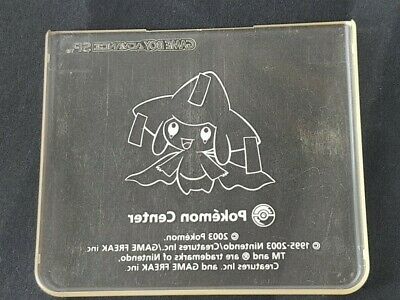 GAME BOY ADVANCE SP™
Pokémon Center
© 2003 Pokémon.
© 1995-2003 Nintendo/Creatures Inc./GAME FREAK inc.
TM and ® are trademarks of Nintendo,
Creatures Inc. and GAME FREAK inc.